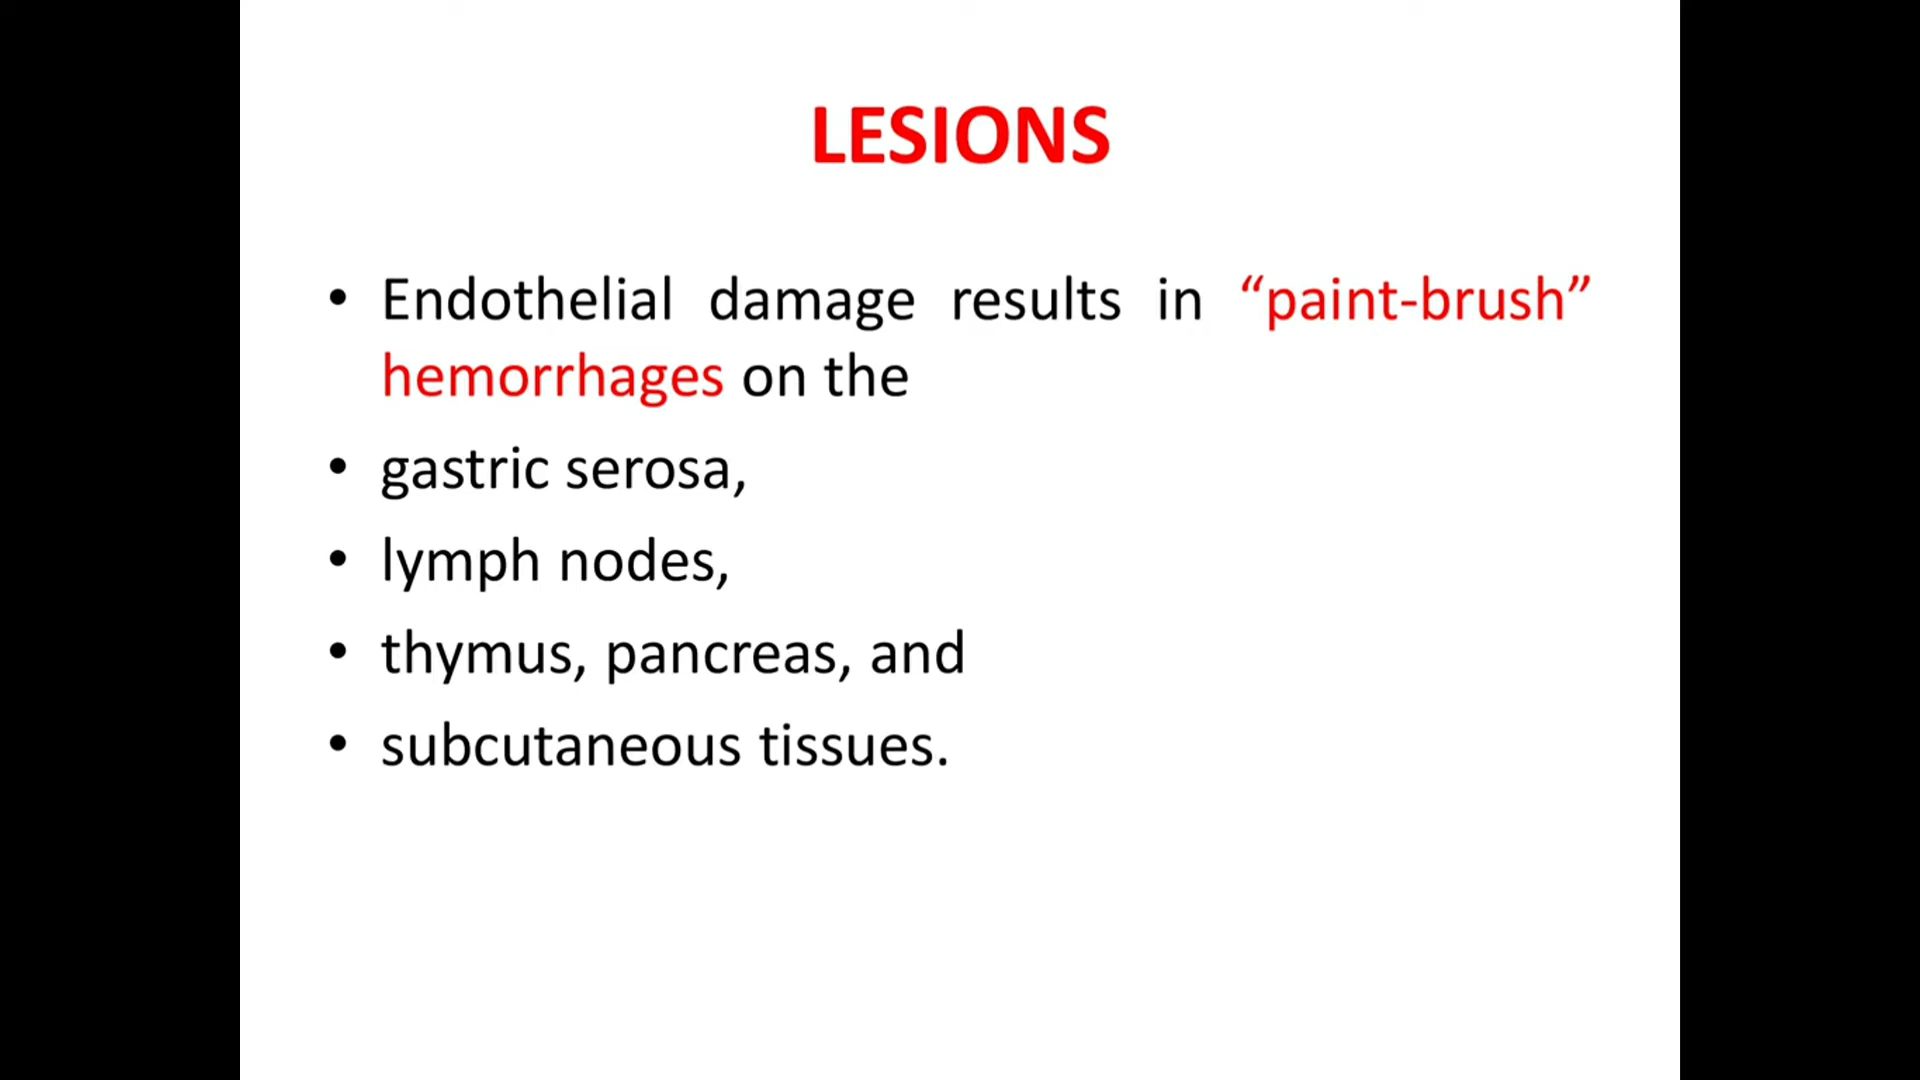 LESIONS
• Endothelial damage results in “paint-brush”
hemorrhages on the
• gastric serosa,
• lymph nodes,
• thymus, pancreas, and
• subcutaneous tissues.